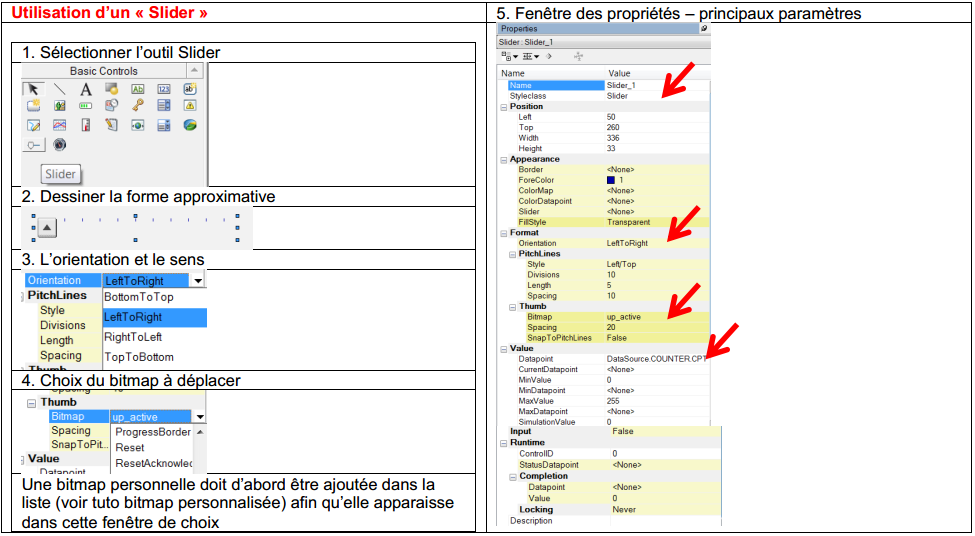 Utilisation d'un « Slider »
1. Sélectionner l'outil Slider
Basic Controls
A
Ab
123
ab
Slider
2. Dessiner la forme approximative
3. L'orientation et le sens
Orientation LeftToRight
PitchLines BottomToTop
Style LeftToRight
Divisions
Length RightToLeft
Spacing TopToBottom
4. Choix du bitmap à déplacer
Thumb
Bitmap up_active
Spacing ProgressBorder
SnapToPit... Reset
Value ResetAcknowle
Datapoint
Une bitmap personnelle doit d'abord être ajoutée dans la
liste (voir tuto bitmap personnalisée) afin qu'elle apparaisse
dans cette fenêtre de choix
5. Fenêtre des propriétés – principaux paramètres
Properties
Slider: Slider_1
Name Value
Name Slider_1
Styleclass Slider
Position
Left 50
Top 260
Width 336
Height 33
Appearance
Border <None>
ForeColor 1
ColorMap <None>
ColorDatapoint <None>
Slider <None>
FillStyle Transparent
Format
Orientation LeftToRight
PitchLines
Style Left/Top
Divisions 10
Length 5
Spacing 10
Thumb
Bitmap up_active
Spacing 20
SnapToPitchLines False
Value
Datapoint DataSource.COUNTER.CPT
CurrentDatapoint <None>
MinValue 0
MinDatapoint <None>
MaxValue 255
MaxDatapoint <None>
SimulationValue 0
Input False
Runtime
ControlID 0
StatusDatapoint <None>
Completion
Datapoint <None>
Value 0
Locking Never
Description